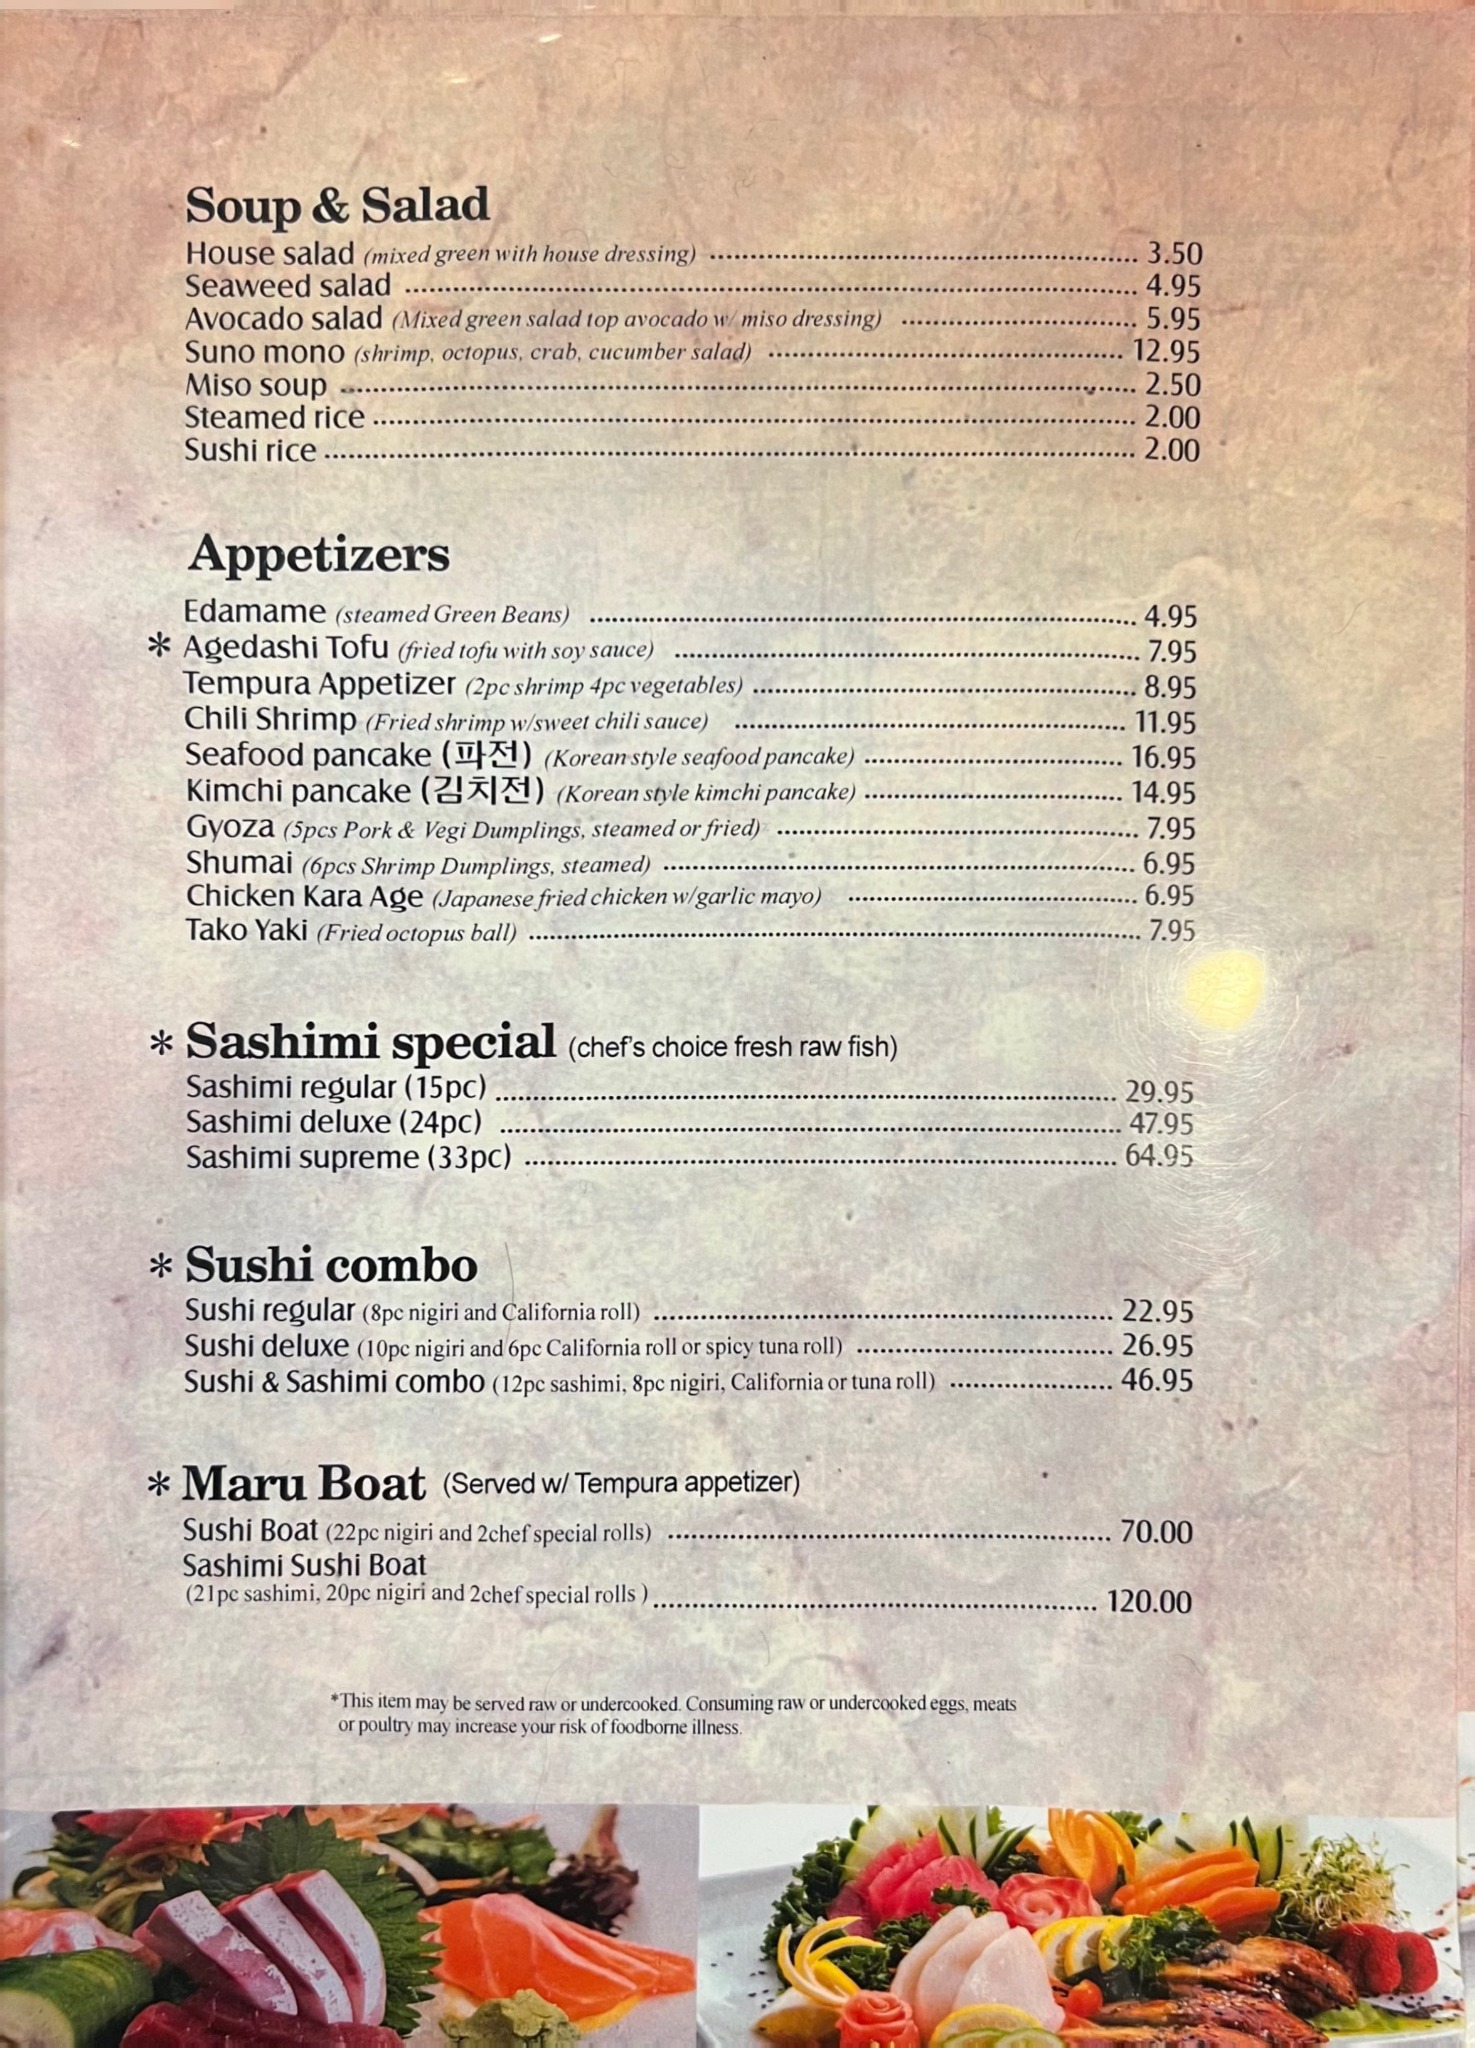 Soup & Salad
House salad (mixed green with house dressing) 3.50
Seaweed salad 4.95
Avocado salad (Mixed green salad top avocado w/ miso dressing) 5.95
Suno mono (shrimp, octopus, crab, cucumber salad) 12.95
Miso soup 2.50
Steamed rice 2.00
Sushi rice 2.00
Appetizers
Edamame (steamed Green Beans) 4.95
* Agedashi Tofu (fried tofu with soy sauce) 7.95
Tempura Appetizer (2pc shrimp 4pc vegetables) 8.95
Chili Shrimp (Fried shrimp w/sweet chili sauce) 11.95
Seafood pancake (파전) (Korean style seafood pancake) 16.95
Kimchi pancake (김치전) (Korean style kimchi pancake) 14.95
Gyoza (5pcs Pork & Vegi Dumplings, steamed or fried) 7.95
Shumai (6pcs Shrimp Dumplings, steamed) 6.95
Chicken Kara Age (Japanese fried chicken w/garlic mayo) 6.95
Tako Yaki (Fried octopus ball) 7.95
* Sashimi special (chef's choice fresh raw fish)
Sashimi regular (15pc) 29.95
Sashimi deluxe (24pc) 47.95
Sashimi supreme (33pc) 64.95
* Sushi combo
Sushi regular (8pc nigiri and California roll) 22.95
Sushi deluxe (10pc nigiri and 6pc California roll or spicy tuna roll) 26.95
Sushi & Sashimi combo (12pc sashimi, 8pc nigiri, California or tuna roll) 46.95
* Maru Boat (Served w/ Tempura appetizer)
Sushi Boat (22pc nigiri and 2chef special rolls) 70.00
Sashimi Sushi Boat
(21pc sashimi, 20pc nigiri and 2chef special rolls ) 120.00
*This item may be served raw or undercooked. Consuming raw or undercooked eggs, meats
or poultry may increase your risk of foodborne illness.